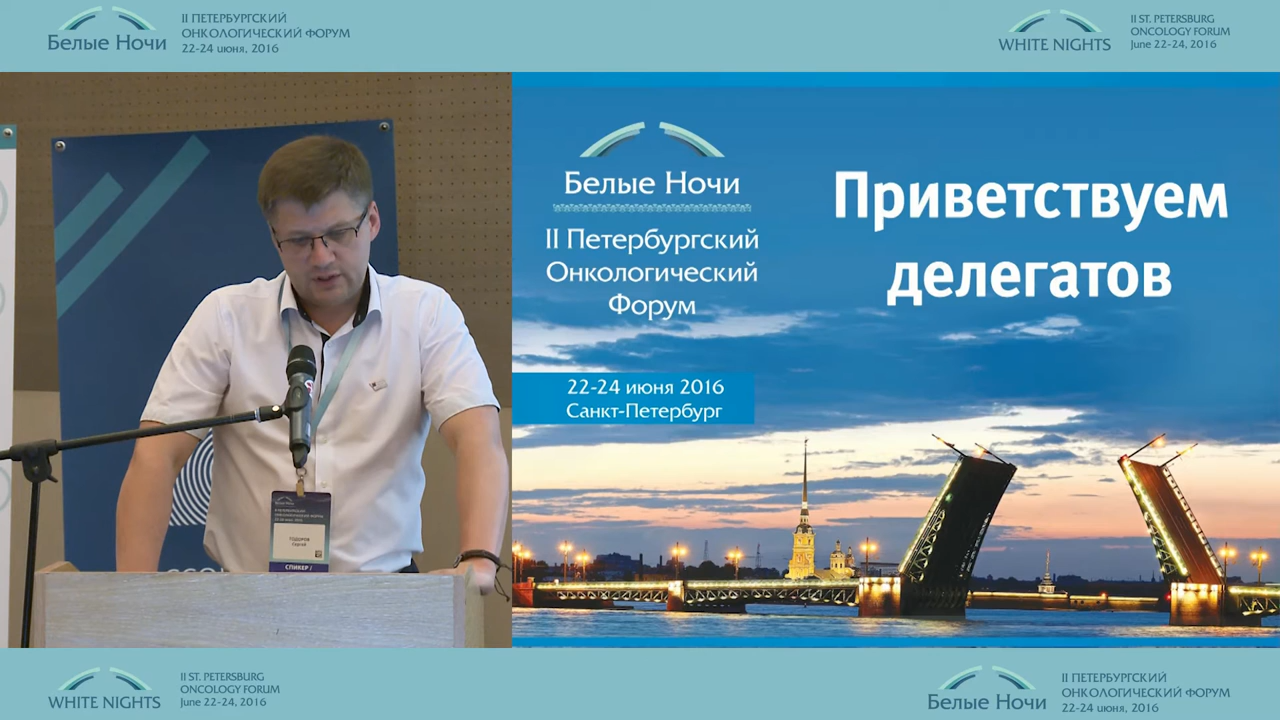 Белые Ночи
II ПЕТЕРБУРГСКИЙ
ОНКОЛОГИЧЕСКИЙ ФОРУМ
22-24 июня, 2016
WHITE NIGHTS
II ST. PETERSBURG
ONCOLOGY FORUM
June 22-24, 2016
Белые Ночи
II Петербургский
Онкологический
Форум
22-24 июня 2016
Санкт-Петербург
Приветствуем
делегатов
ТОДОРОВ
Сергей
СПИКЕР /
WHITE NIGHTS
II ST. PETERSBURG
ONCOLOGY FORUM
June 22-24, 2016
Белые Ночи
II ПЕТЕРБУРГСКИЙ
ОНКОЛОГИЧЕСКИЙ ФОРУМ
22-24 июня, 2016